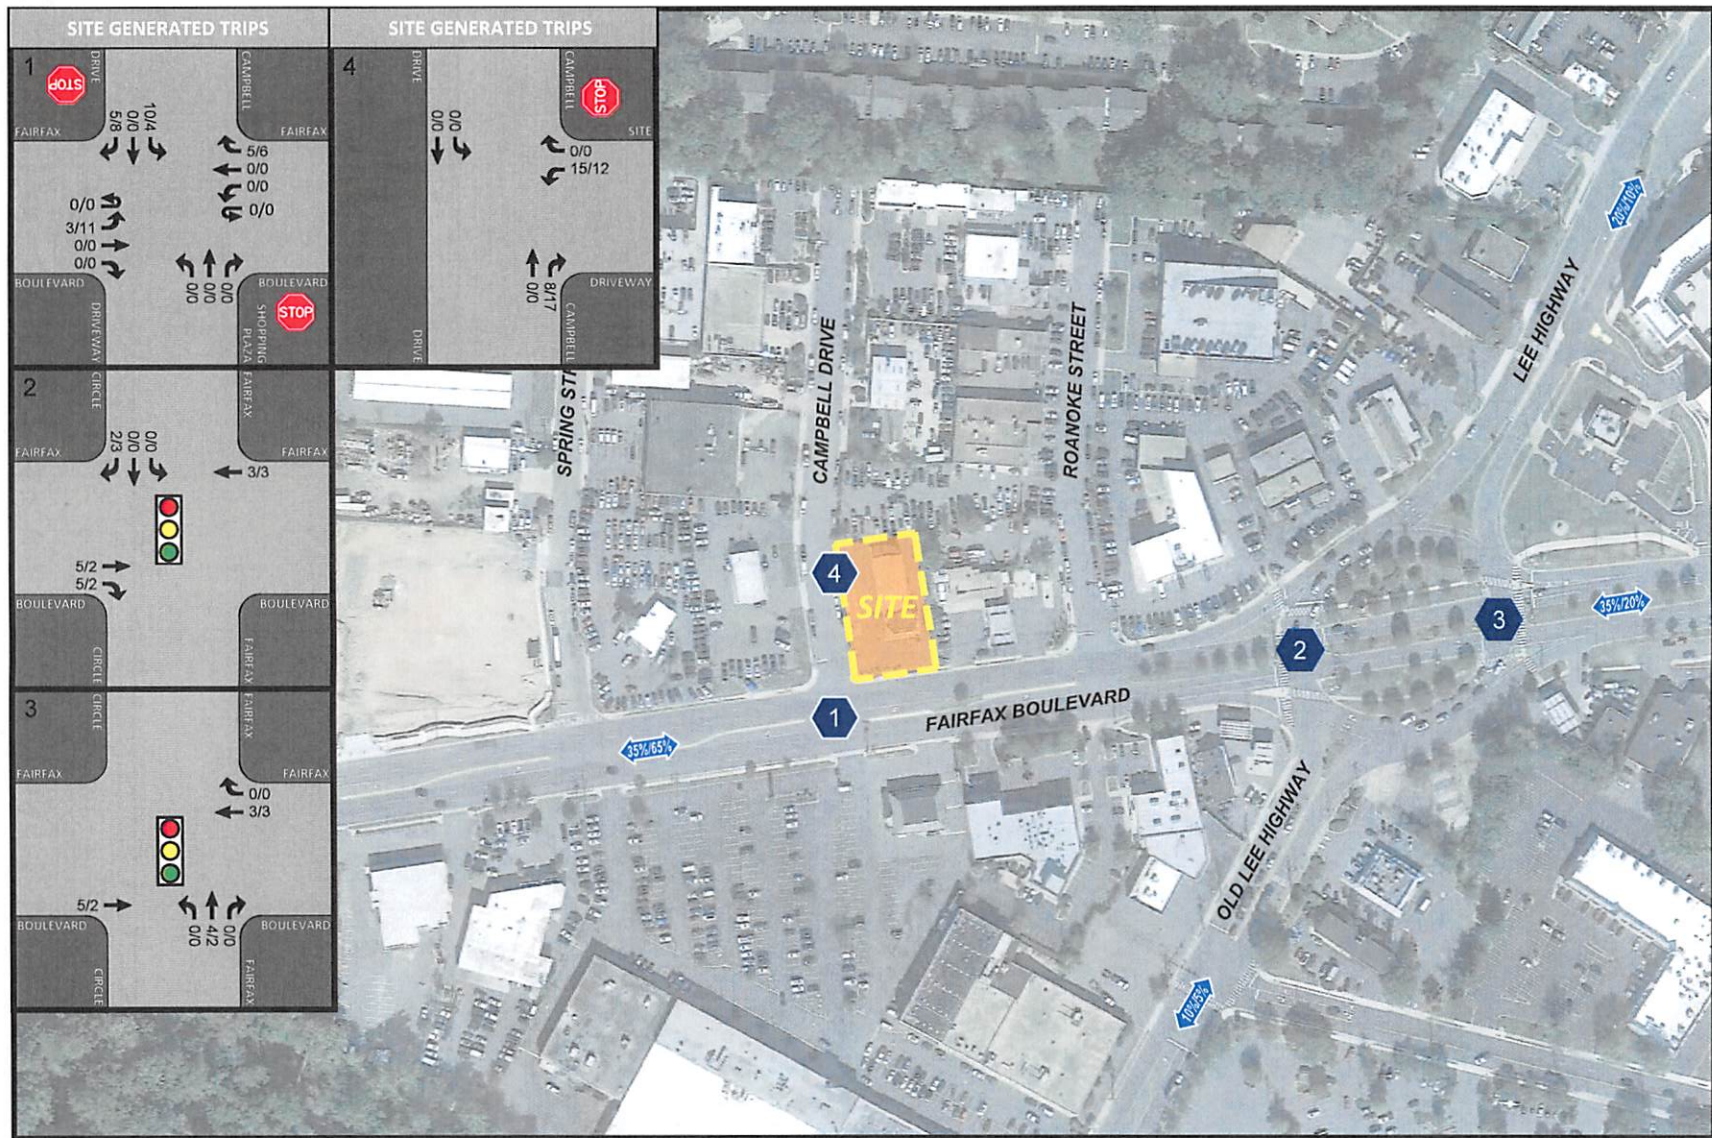 SITE GENERATED TRIPS
1
DRIVE
CAMPBELL
STOP
FAIRFAX
FAIRFAX
5/8
0/0
10/4
5/6
0/0
0/0
0/0
0/0
3/11
0/0
0/0
0/0
0/0
0/0
BOULEVARD
BOULEVARD
DRIVEWAY
SHOPPING
PLAZA
STOP
SITE GENERATED TRIPS
4
DRIVE
CAMPBELL
STOP
SITE
0/0
0/0
0/0
15/12
0/0
8/17
DRIVEWAY
DRIVE
CAMPBELL
2
CIRCLE
FAIRFAX
FAIRFAX
FAIRFAX
2/3
0/0
0/0
3/3
5/2
5/2
BOULEVARD
BOULEVARD
CIRCLE
FAIRFAX
3
CIRCLE
FAIRFAX
FAIRFAX
FAIRFAX
0/0
3/3
5/2
0/0
4/2
0/0
BOULEVARD
BOULEVARD
CIRCLE
FAIRFAX
SPRING STR
CAMPBELL DRIVE
ROANOKE STREET
LEE HIGHWAY
20%/10%
4
SITE
1
2
3
35%/20%
35%/65%
FAIRFAX BOULEVARD
OLD LEE HIGHWAY
10%/5%